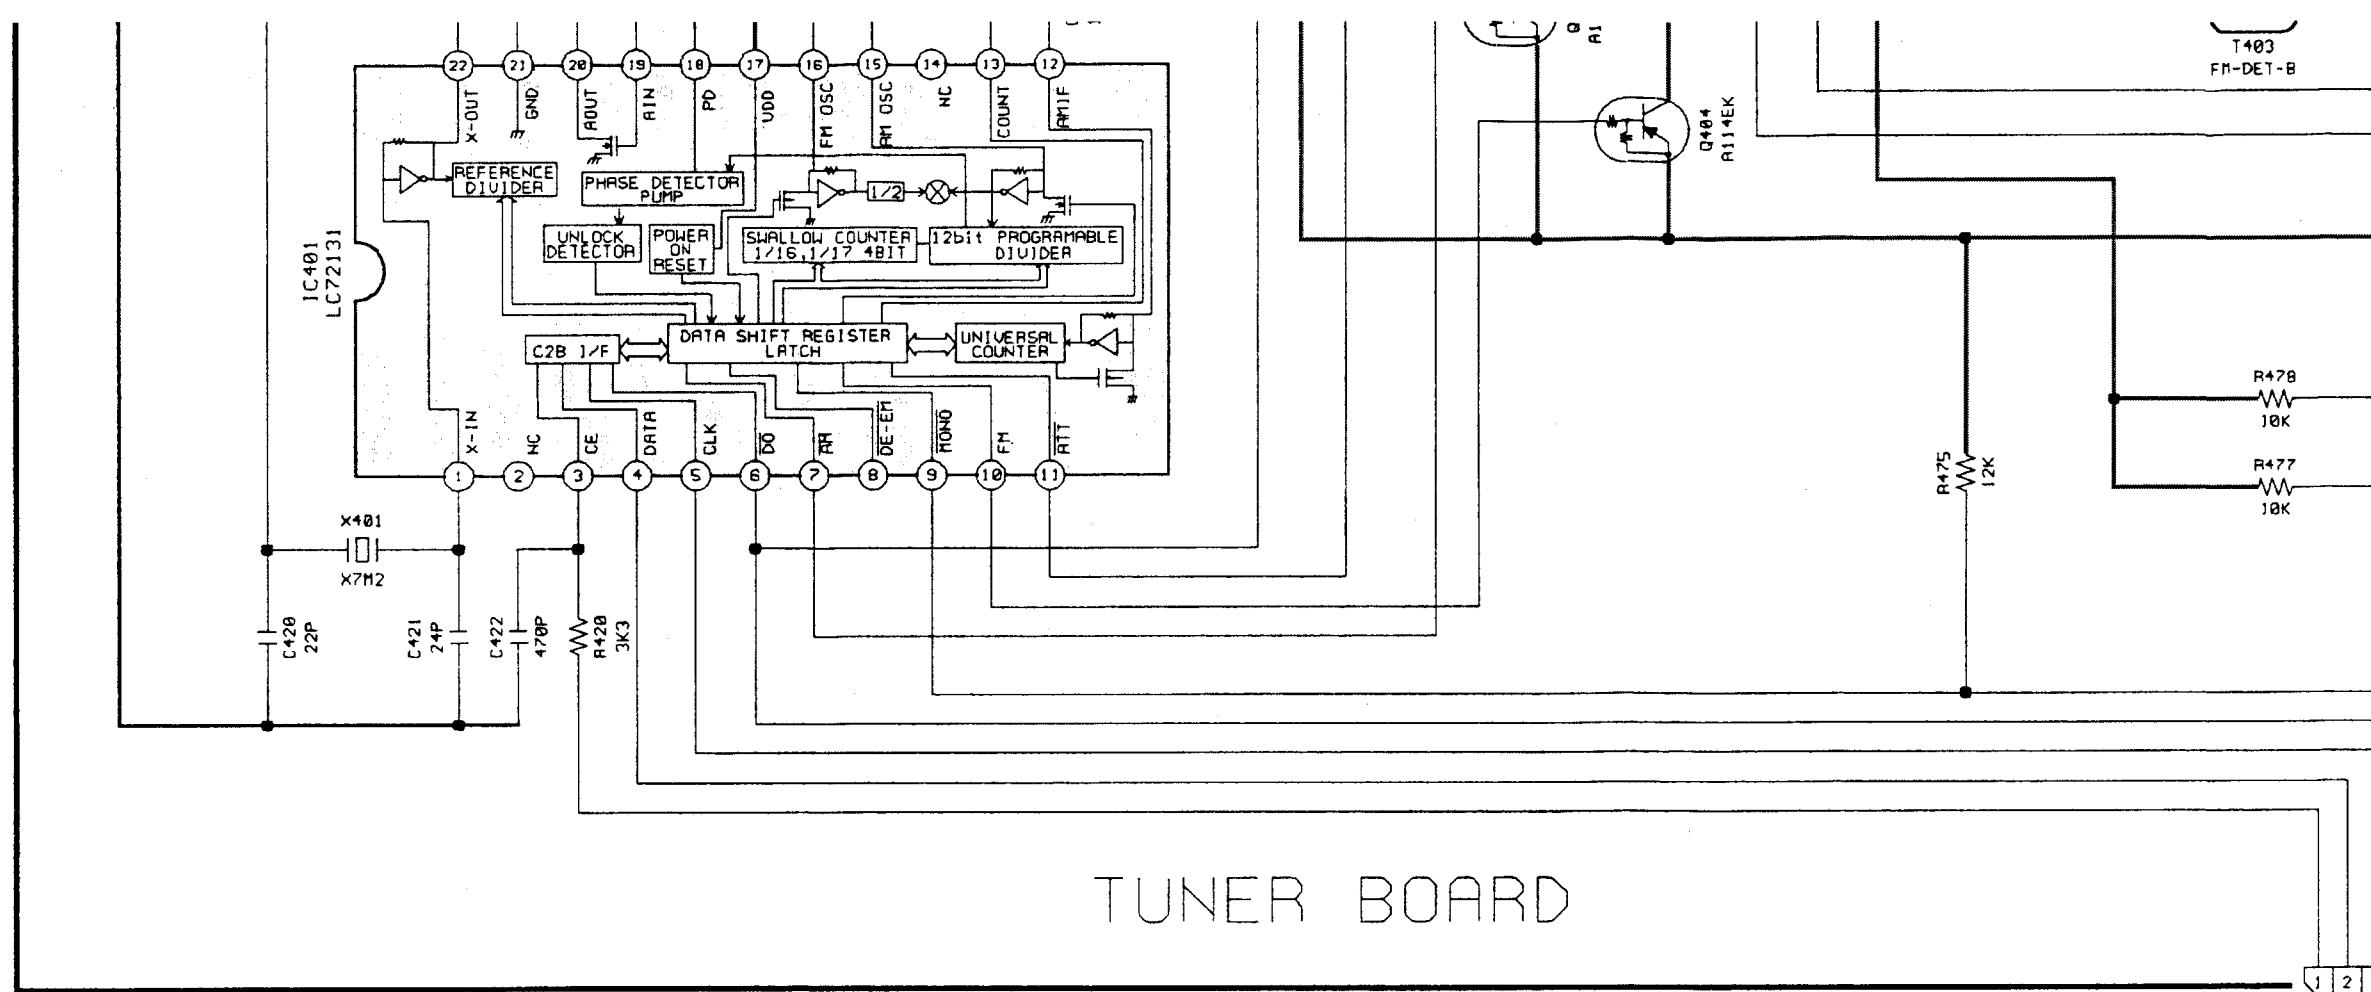 T403
FM-DET-B
22
21
20
19
18
17
16
15
14
13
12
X-OUT
GND
AOUT
AIN
PD
VDD
FM OSC
AM OSC
NC
COUNT
AMIF
Q404
A114EK
A1
REFERENCE
DIVIDER
PHASE DETECTOR
PUMP
1/2
UNLOCK
DETECTOR
POWER
ON
RESET
SWALLOW COUNTER
1/16,1/17 4BIT
12bit PROGRAMABLE
DIVIDER
IC401
LC72131
C2B I/F
DATA SHIFT REGISTER
LATCH
UNIVERSAL
COUNTER
X-IN
NC
CE
DATA
CLK
DO
AM
DE-EM
MONO
FM
ATT
1
2
3
4
5
6
7
8
9
10
11
R478
10K
R477
10K
R475
12K
X401
X7M2
C420
22P
C421
24P
C422
470P
R420
3K3
TUNER BOARD
1
2